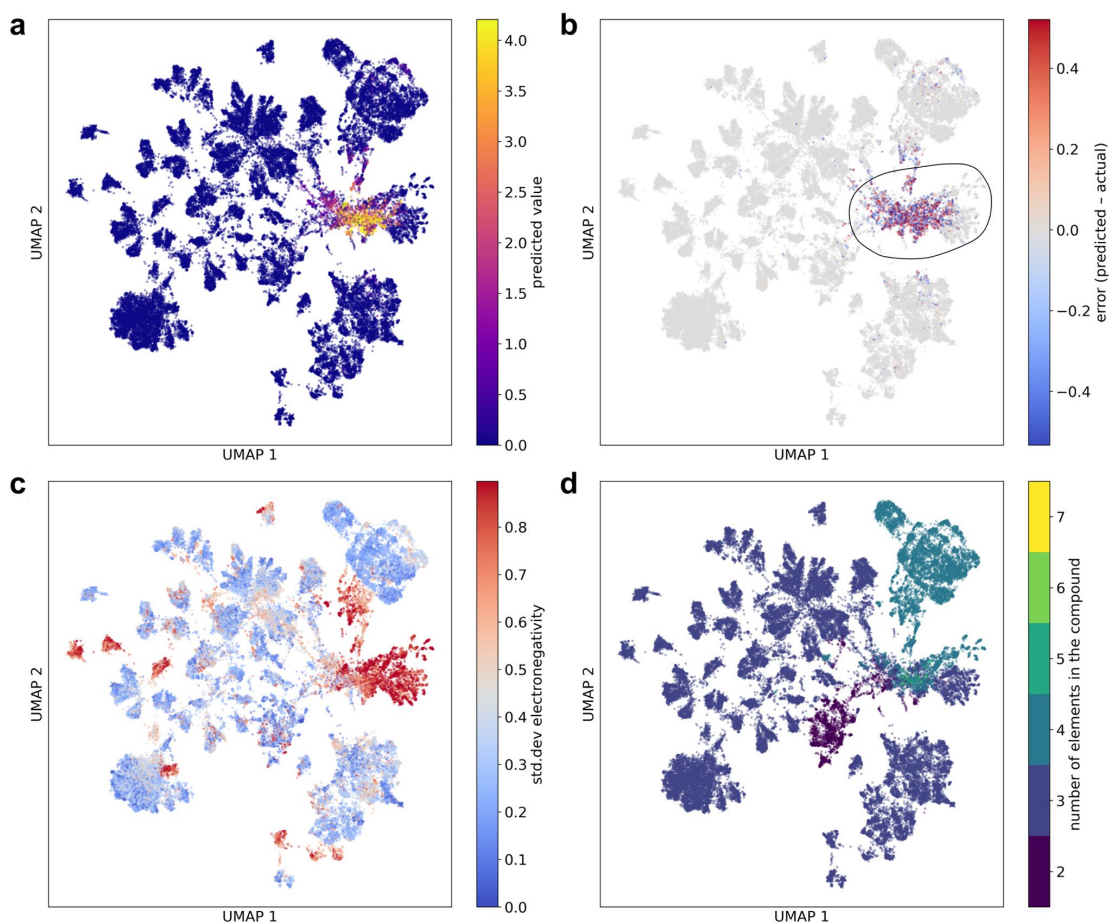 a
4.0
3.5
3.0
2.5
2.0
1.5
1.0
0.5
0.0
predicted value
UMAP 2
UMAP 1
b
0.4
0.2
0.0
−0.2
−0.4
error (predicted – actual)
UMAP 2
UMAP 1
c
0.8
0.7
0.6
0.5
0.4
0.3
0.2
0.1
0.0
std.dev electronegativity
UMAP 2
UMAP 1
d
7
6
5
4
3
2
number of elements in the compound
UMAP 2
UMAP 1